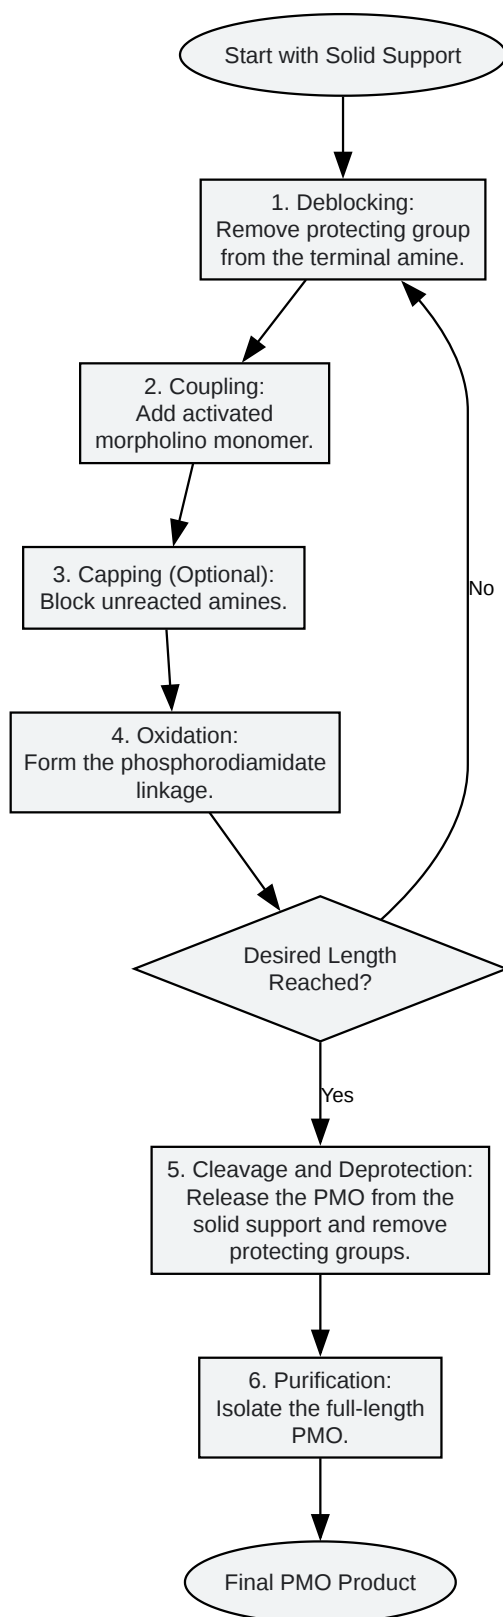 Start with Solid Support
1. Deblocking:
Remove protecting group
from the terminal amine.
2. Coupling:
Add activated
morpholino monomer.
3. Capping (Optional):
Block unreacted amines.
No
4. Oxidation:
Form the phosphorodiamidate
linkage.
Desired Length
Reached?
Yes
5. Cleavage and Deprotection:
Release the PMO from the
solid support and remove
protecting groups.
6. Purification:
Isolate the full-length
PMO.
Final PMO Product